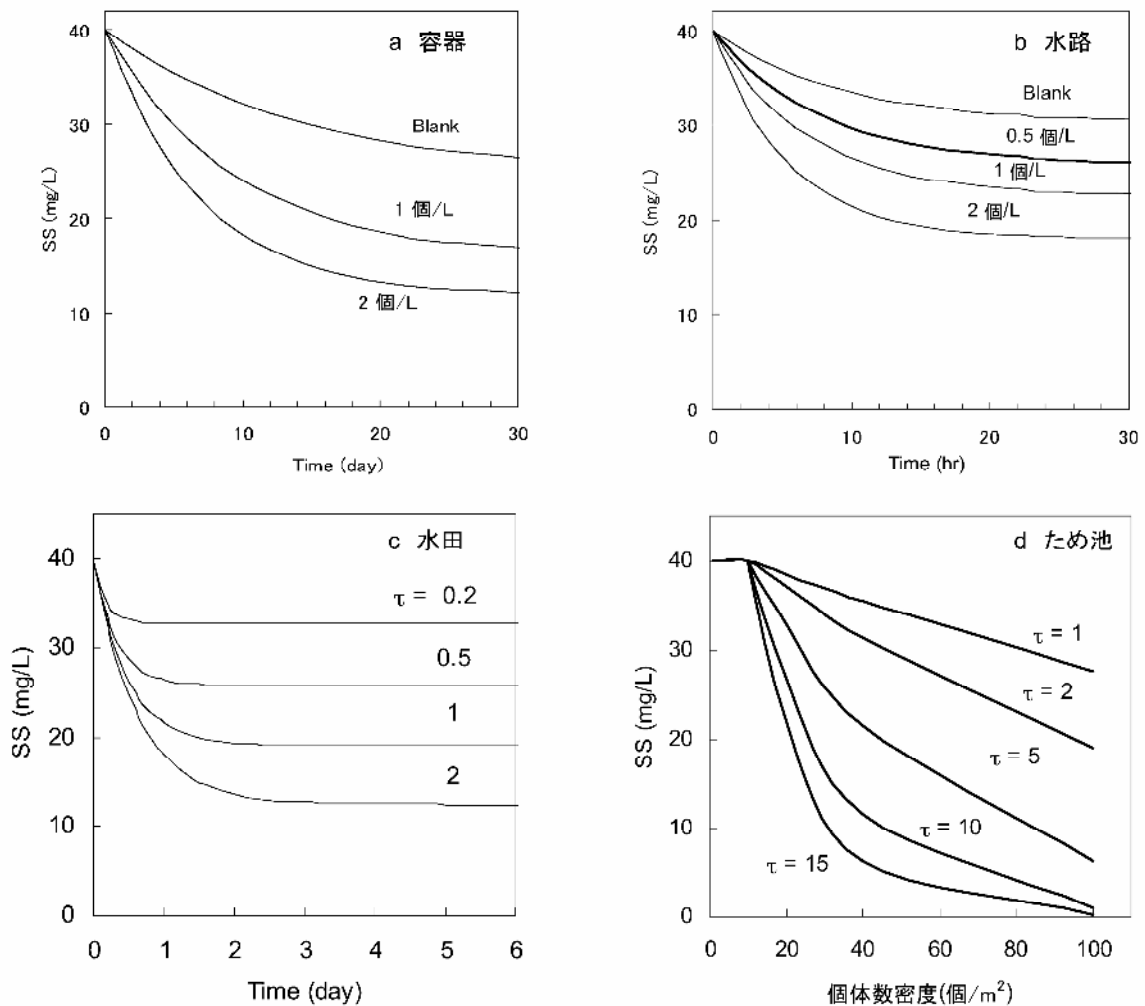 a 容器
40
30
20
10
0
SS (mg/L)
Blank
1 個/L
2 個/L
0 10 20 30
Time (day)
b 水路
40
30
20
10
0
SS (mg/L)
Blank
0.5 個/L
1 個/L
2 個/L
0 10 20 30
Time (hr)
c 水田
40
30
20
10
0
SS (mg/L)
τ = 0.2
0.5
1
2
0 1 2 3 4 5 6
Time (day)
d ため池
40
30
20
10
0
SS (mg/L)
τ = 1
τ = 2
τ = 5
τ = 10
τ = 15
0 20 40 60 80 100
個体数密度(個/m²)